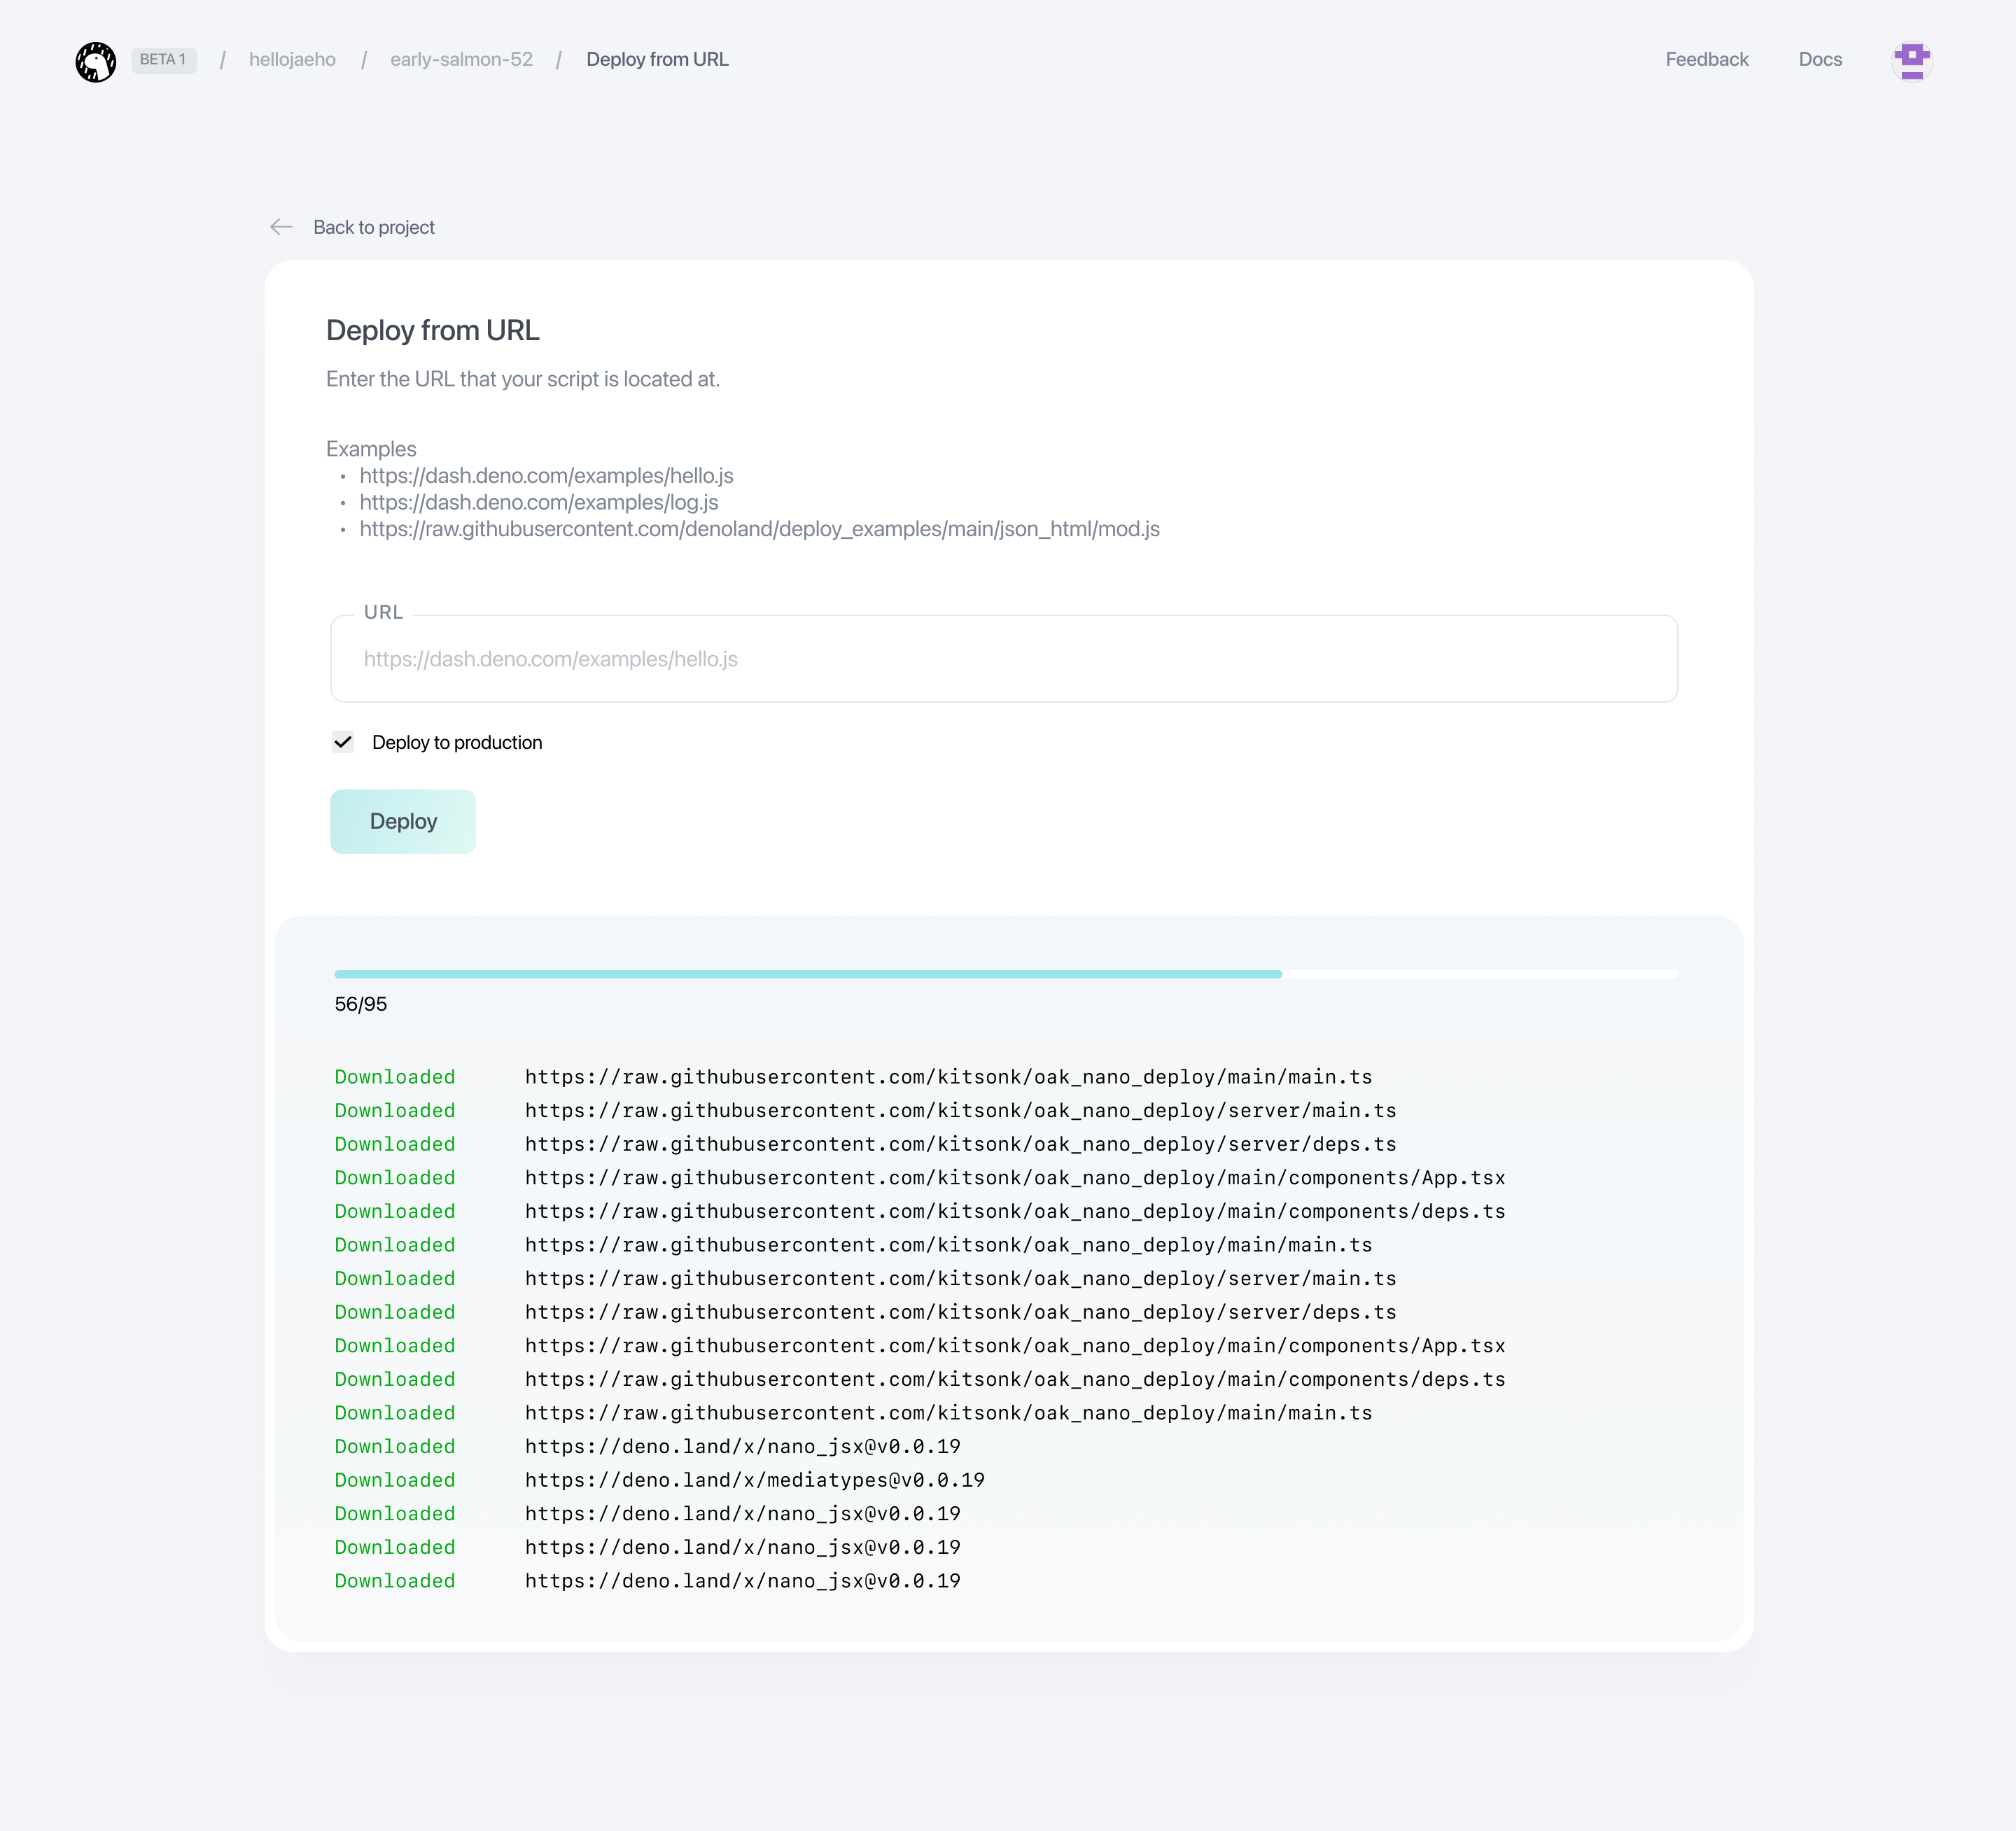 BETA 1 / hellojaeho / early-salmon-52 / Deploy from URL Feedback Docs
Back to project
Deploy from URL
Enter the URL that your script is located at.
Examples
• https://dash.deno.com/examples/hello.js
• https://dash.deno.com/examples/log.js
• https://raw.githubusercontent.com/denoland/deploy_examples/main/json_html/mod.js
URL
https://dash.deno.com/examples/hello.js
Deploy to production
Deploy
56/95
Downloaded https://raw.githubusercontent.com/kitsonk/oak_nano_deploy/main/main.ts
Downloaded https://raw.githubusercontent.com/kitsonk/oak_nano_deploy/server/main.ts
Downloaded https://raw.githubusercontent.com/kitsonk/oak_nano_deploy/server/deps.ts
Downloaded https://raw.githubusercontent.com/kitsonk/oak_nano_deploy/main/components/App.tsx
Downloaded https://raw.githubusercontent.com/kitsonk/oak_nano_deploy/main/components/deps.ts
Downloaded https://raw.githubusercontent.com/kitsonk/oak_nano_deploy/main/main.ts
Downloaded https://raw.githubusercontent.com/kitsonk/oak_nano_deploy/server/main.ts
Downloaded https://raw.githubusercontent.com/kitsonk/oak_nano_deploy/server/deps.ts
Downloaded https://raw.githubusercontent.com/kitsonk/oak_nano_deploy/main/components/App.tsx
Downloaded https://raw.githubusercontent.com/kitsonk/oak_nano_deploy/main/components/deps.ts
Downloaded https://raw.githubusercontent.com/kitsonk/oak_nano_deploy/main/main.ts
Downloaded https://deno.land/x/nano_jsx@v0.0.19
Downloaded https://deno.land/x/mediatypes@v0.0.19
Downloaded https://deno.land/x/nano_jsx@v0.0.19
Downloaded https://deno.land/x/nano_jsx@v0.0.19
Downloaded https://deno.land/x/nano_jsx@v0.0.19